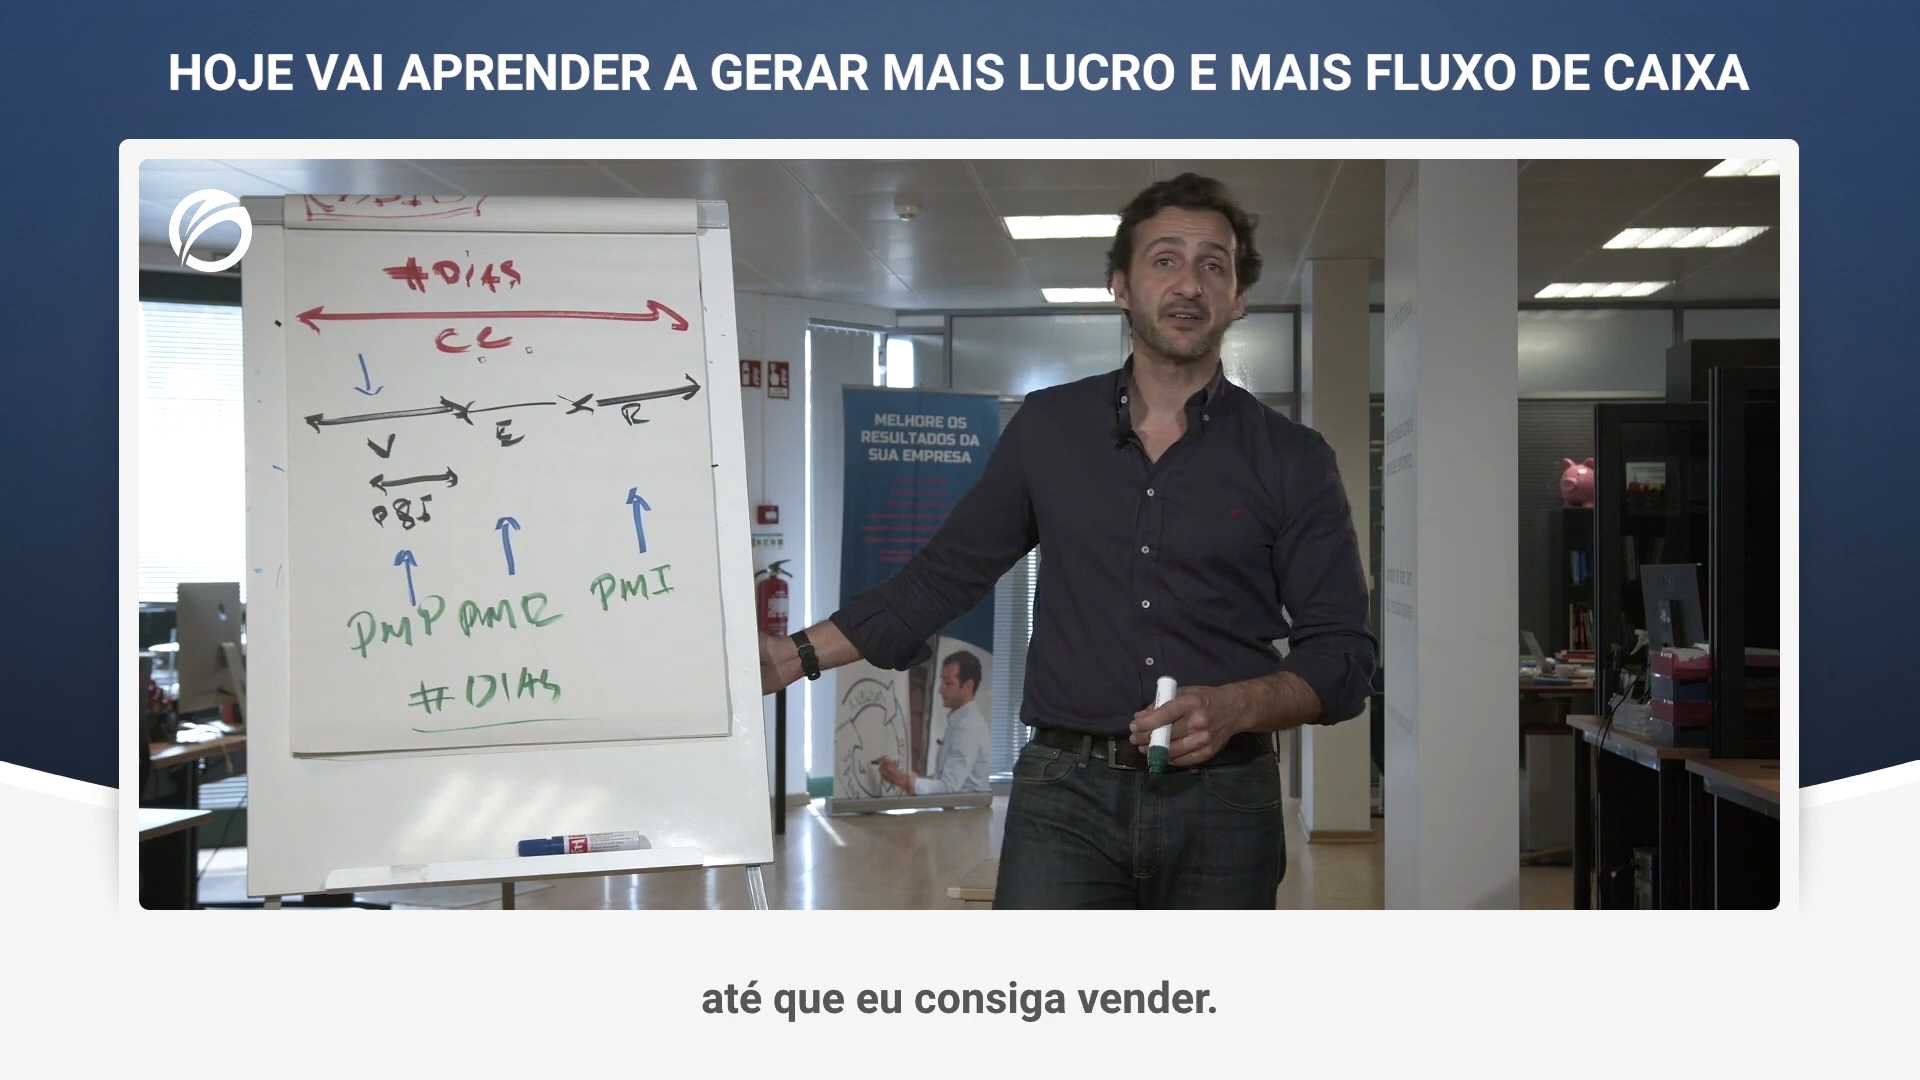 HOJE VAI APRENDER A GERAR MAIS LUCRO E MAIS FLUXO DE CAIXA
#DiAS
C.C.
V
E
R
PMP PMR PMI
#DIAS
MELHORE OS
RESULTADOS DA
SUA EMPRESA
até que eu consiga vender.